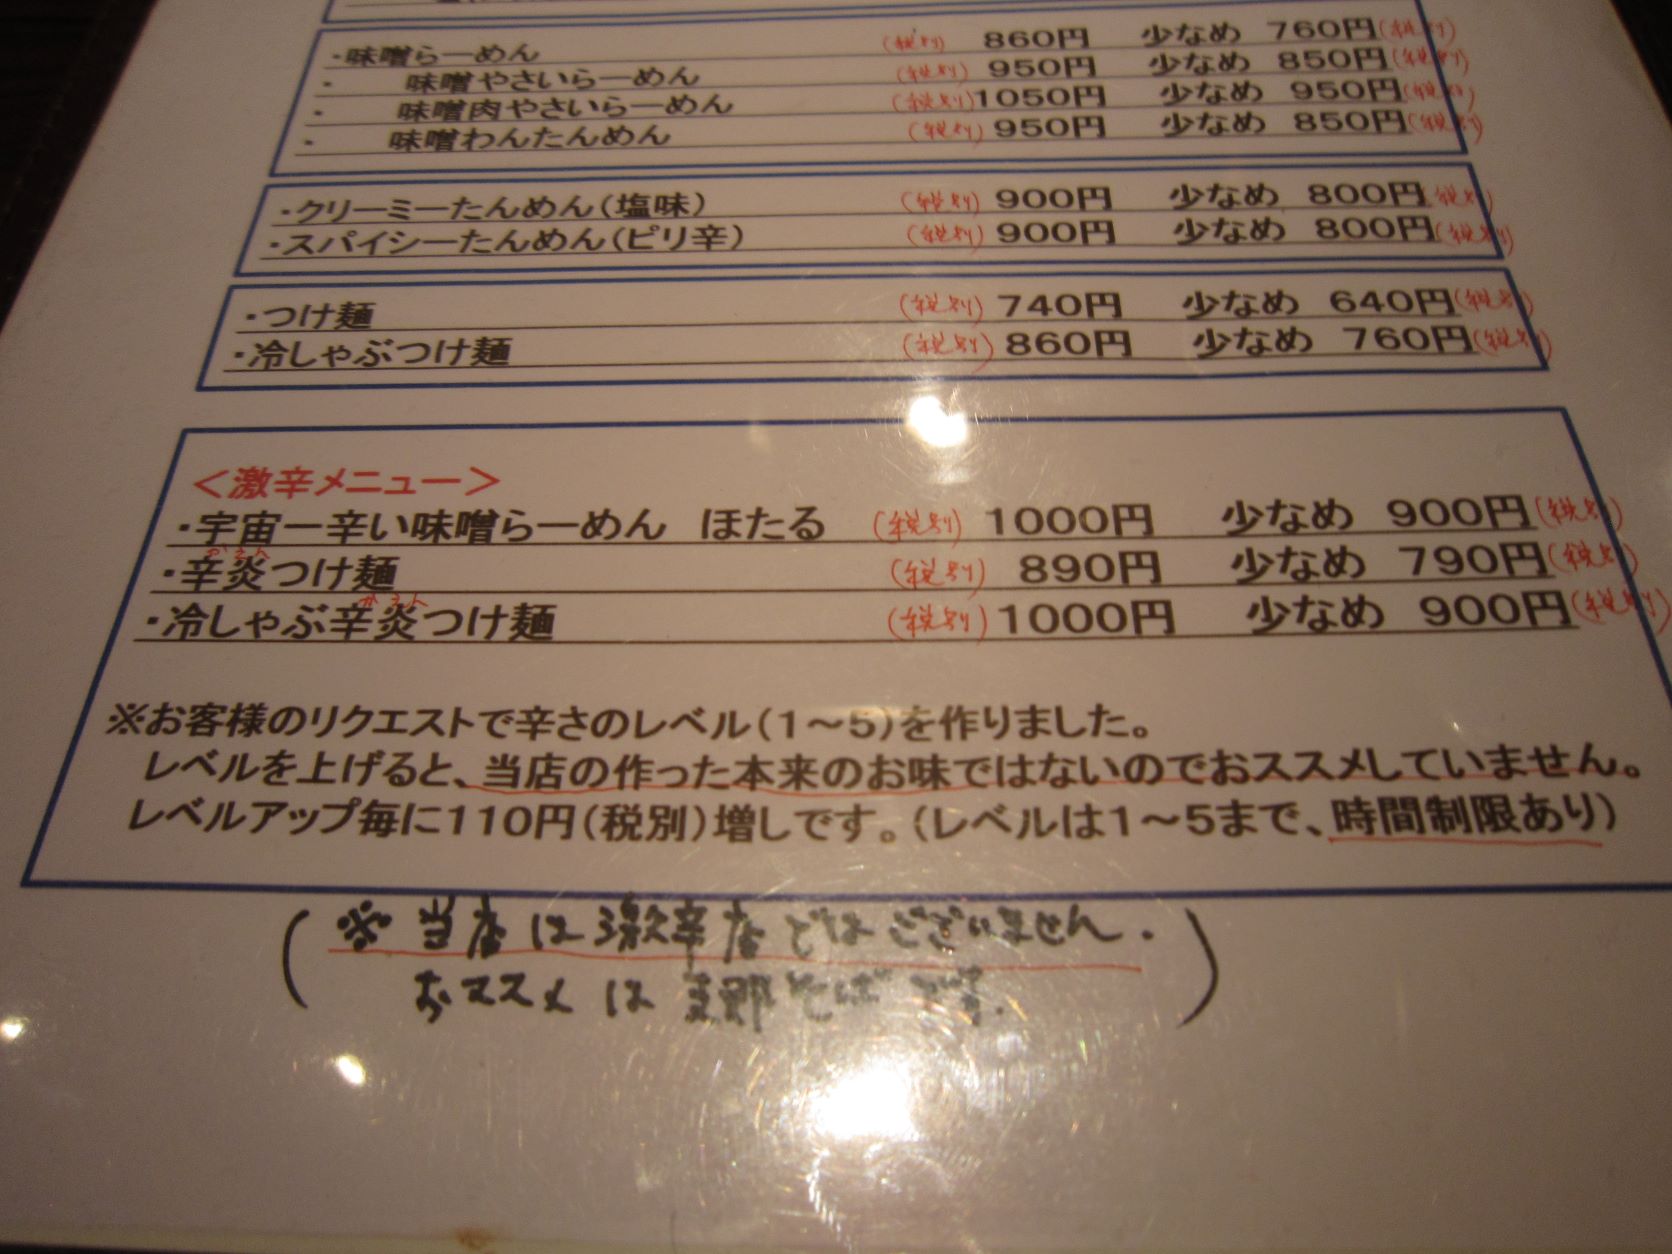 ・味噌らーめん (税別) 860円 少なめ 760円(税別)
・ 味噌やさいらーめん (税別) 950円 少なめ 850円(税別)
・ 味噌肉やさいらーめん (税別)1050円 少なめ 950円(税別)
・ 味噌わんたんめん (税別) 950円 少なめ 850円(税別)
・クリーミーたんめん(塩味) (税別) 900円 少なめ 800円(税別)
・スパイシーたんめん(ピリ辛) (税別) 900円 少なめ 800円(税別)
・つけ麺 (税別) 740円 少なめ 640円(税別)
・冷しゃぶつけ麺 (税別) 860円 少なめ 760円(税別)
＜激辛メニュー＞
・宇宙一辛い味噌らーめん ほたる (税別) 1000円 少なめ 900円(税別)
かえん
・辛炎つけ麺 (税別) 890円 少なめ 790円(税別)
・冷しゃぶ辛炎つけ麺 (税別) 1000円 少なめ 900円(税別)
※お客様のリクエストで辛さのレベル(1～5)を作りました。
レベルを上げると、当店の作った本来のお味ではないのでおススメしていません。
レベルアップ毎に110円(税別)増しです。(レベルは1～5まで、時間制限あり)
(※当店は激辛店ではございません.
おススメは支那そばです.)